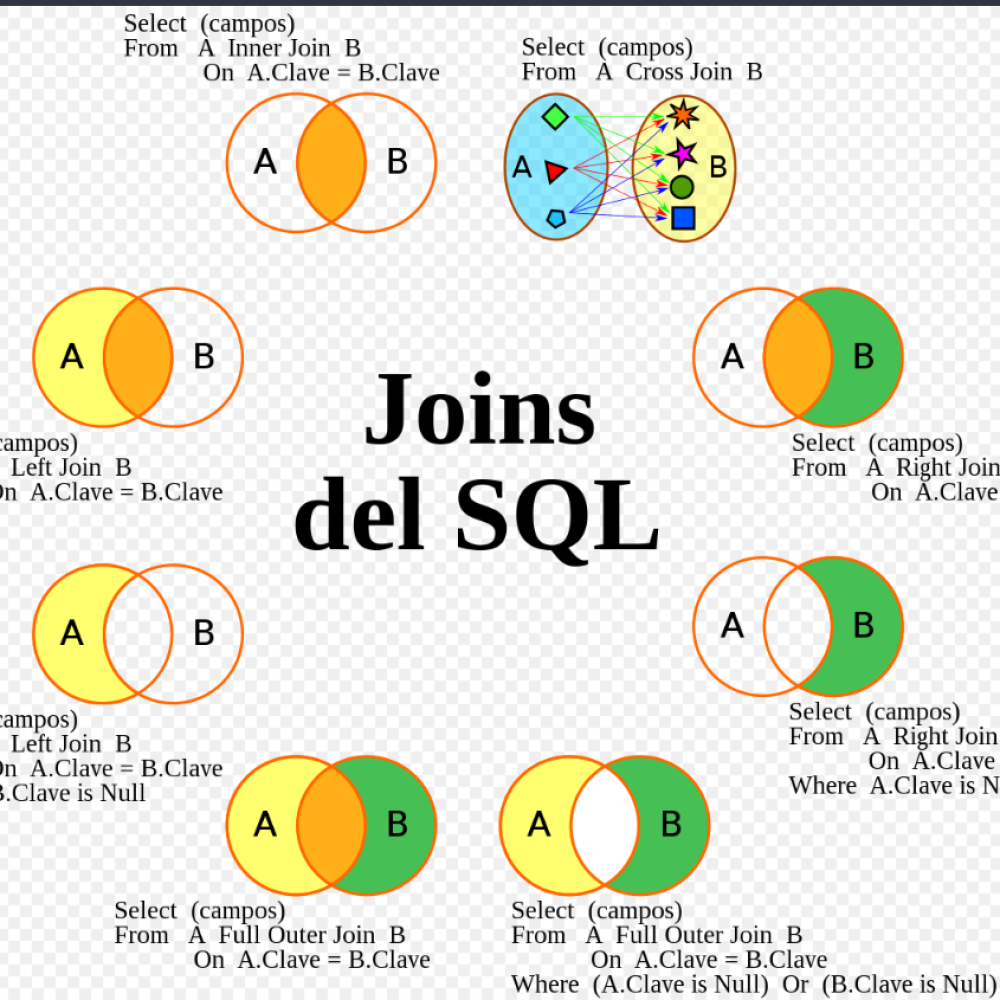 Select (campos)
From A Inner Join B
On A.Clave = B.Clave
A B
Select (campos)
From A Cross Join B
A B
A B
campos)
Left Join B
On A.Clave = B.Clave
A B
Select (campos)
From A Right Join
On A.Clave
Joins
del SQL
A B
campos)
Left Join B
On A.Clave = B.Clave
B.Clave is Null
A B
Select (campos)
From A Right Join
On A.Clave
Where A.Clave is N
A B
Select (campos)
From A Full Outer Join B
On A.Clave = B.Clave
A B
Select (campos)
From A Full Outer Join B
On A.Clave = B.Clave
Where (A.Clave is Null) Or (B.Clave is Null)